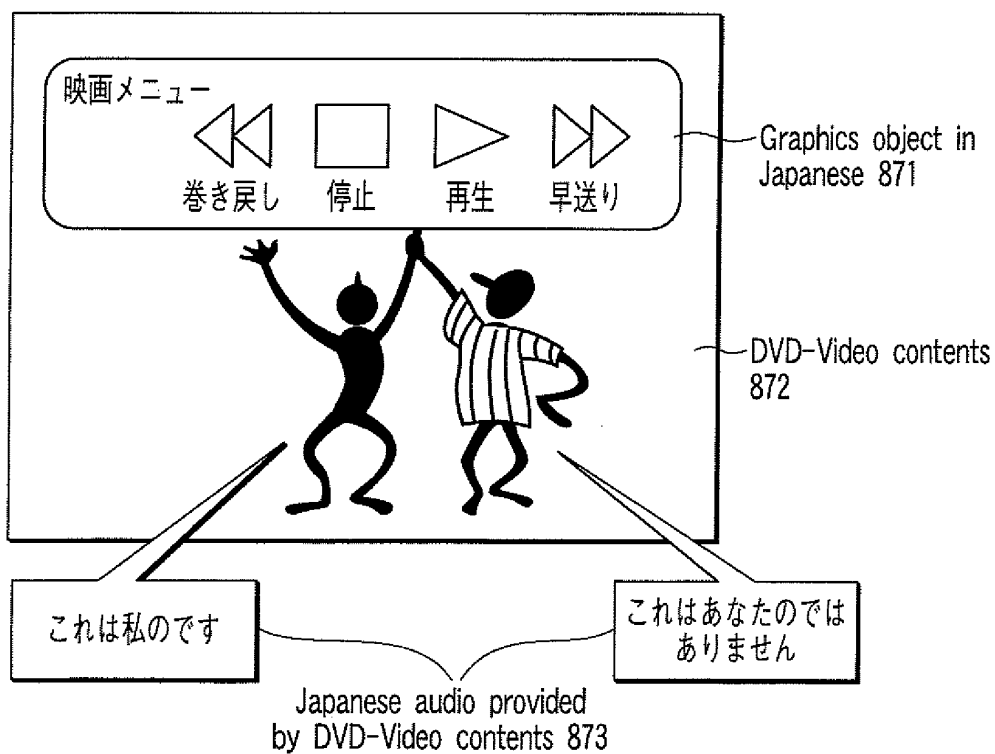 映画メニュー
巻き戻し 停止 再生 早送り
Graphics object in
Japanese 871
DVD-Video contents
872
これは私のです
これはあなたのでは
ありません
Japanese audio provided
by DVD-Video contents 873